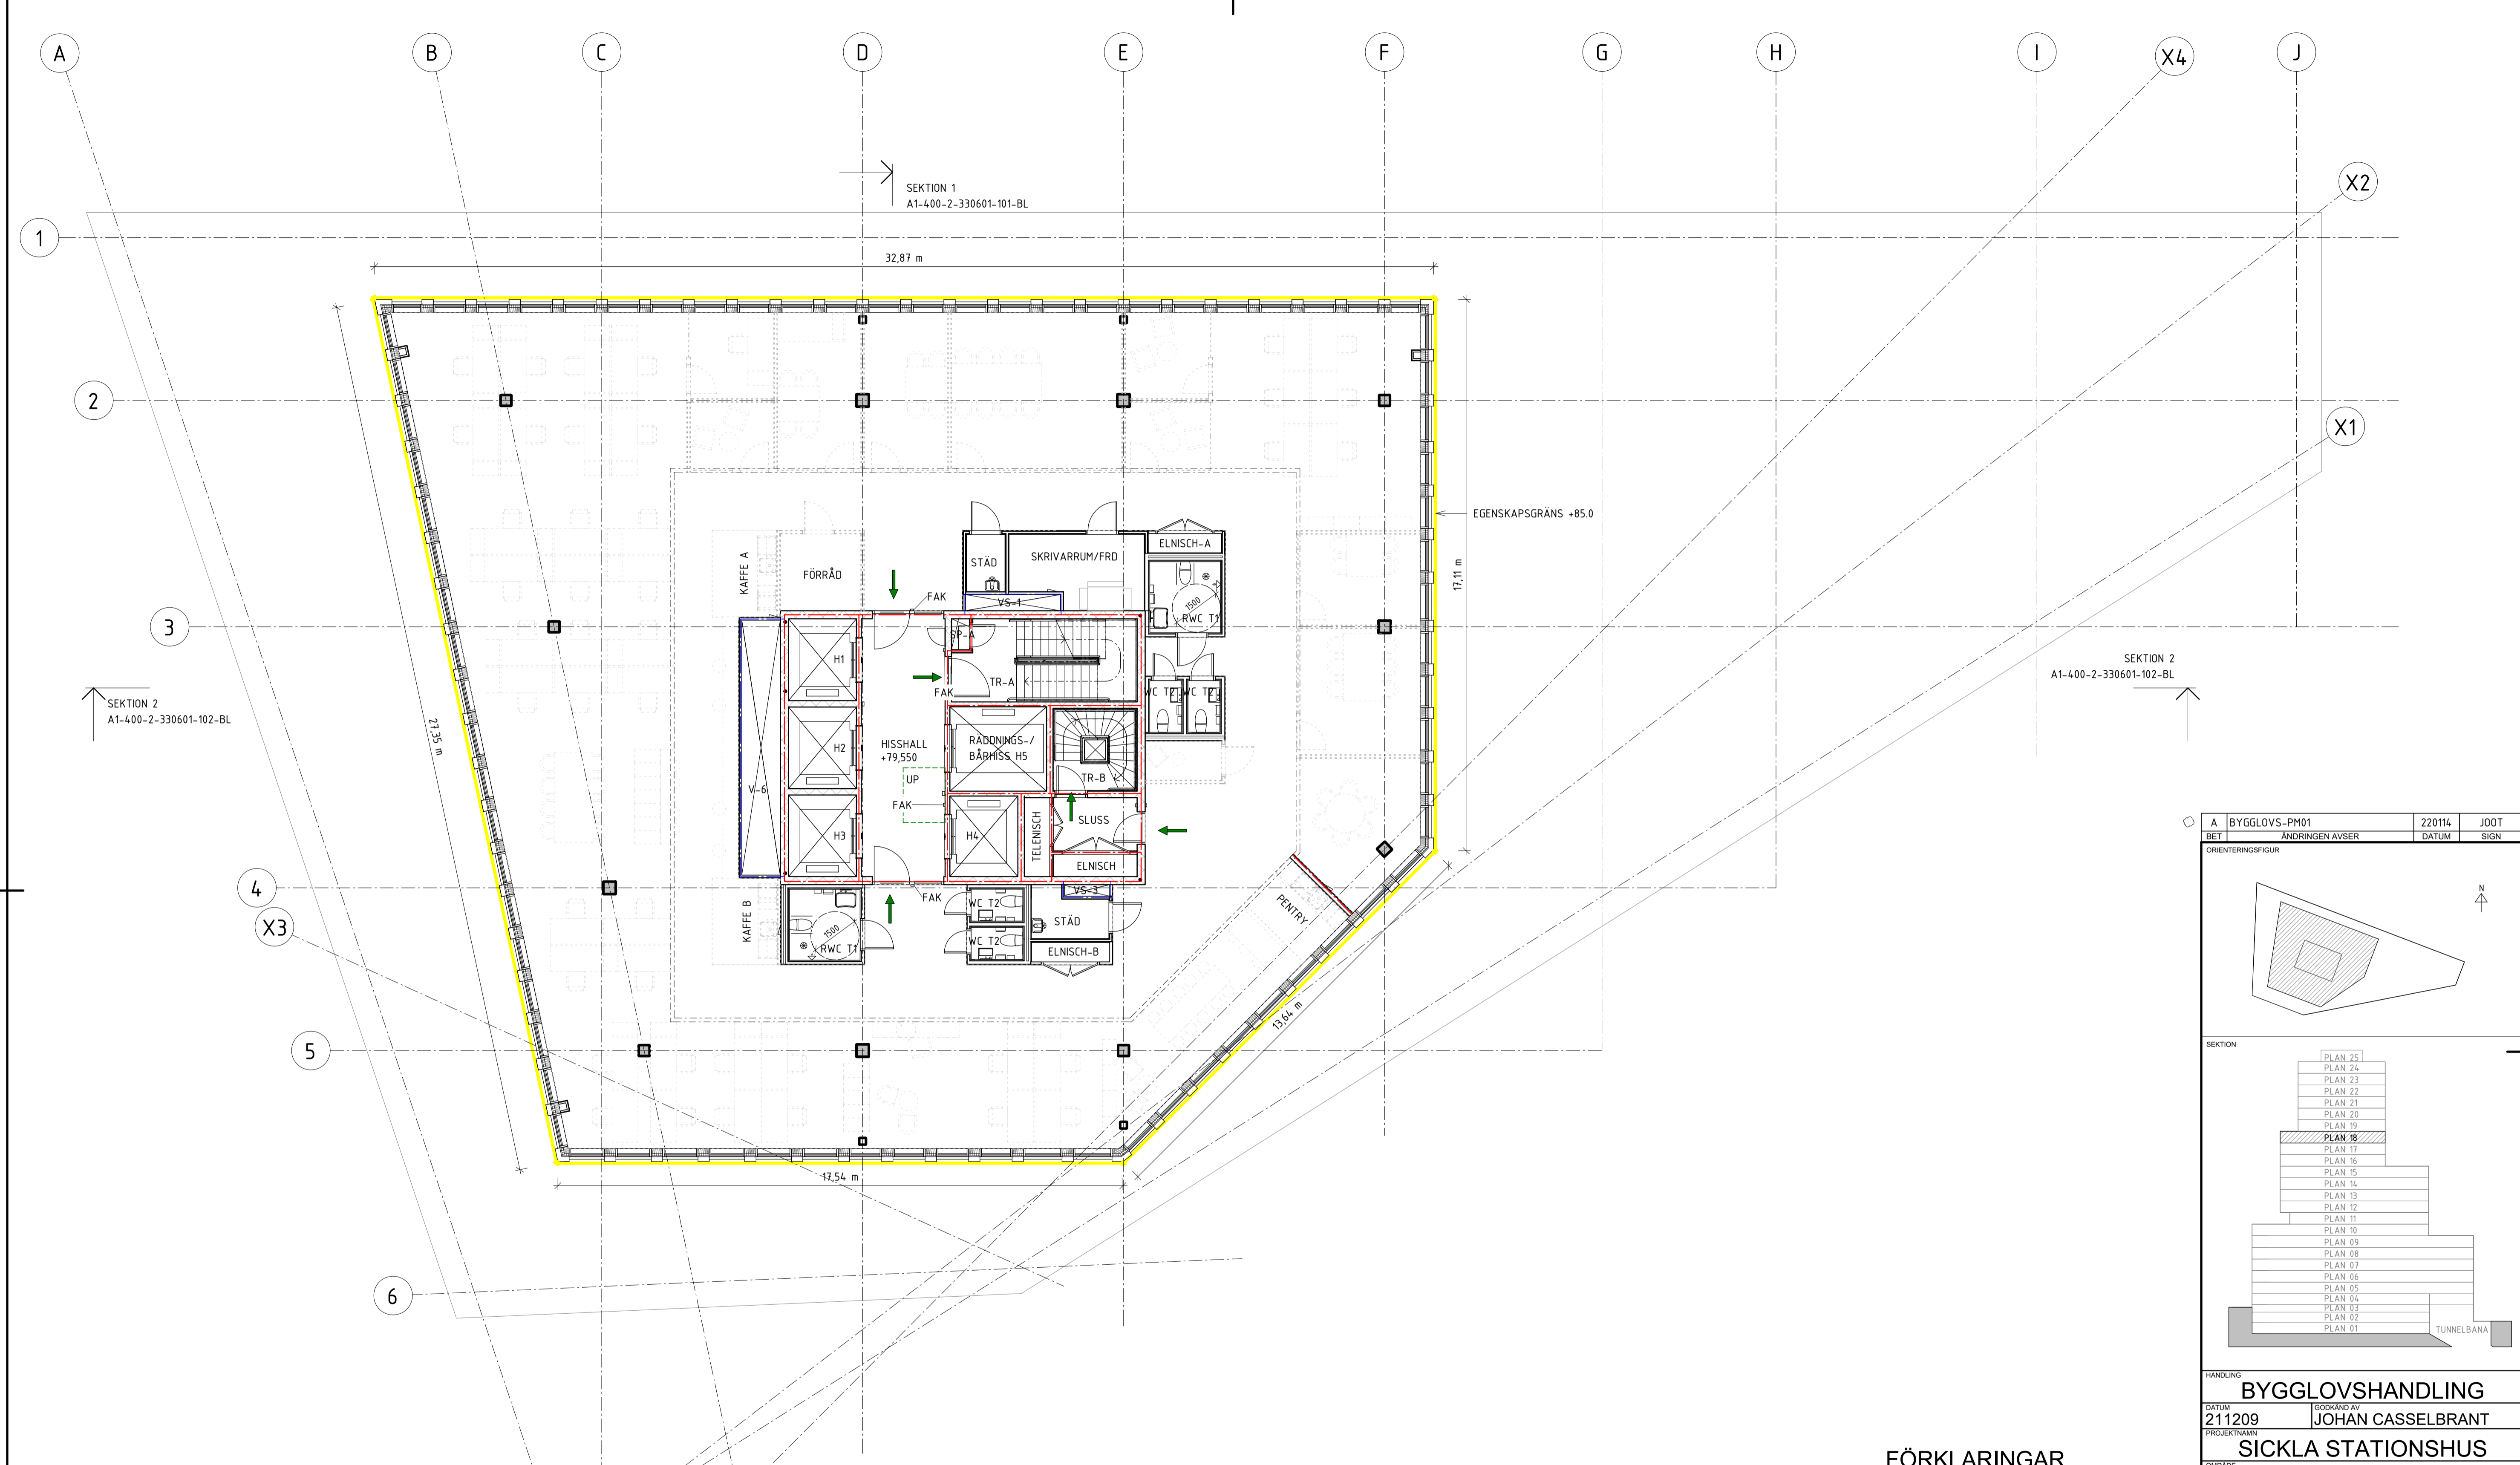 A
B
C
D
E
F
G
H
I
X4
J
X2
SEKTION 1
A1-400-2-330601-101-BL
1
32,87 m
2
X1
EGENSKAPSGRÄNS +85.0
ELNISCH-A
KAFFE A
STÄD
SKRIVARRUM/FRD
FÖRRÅD
17,11 m
FAK
VS-1
1500
RWC T1
3
SP-A
H1
SEKTION 2
A1-400-2-330601-102-BL
TR-A
FAK
WC T2
WC T2
SEKTION 2
A1-400-2-330601-102-BL
27,35 m
H2
HISSHALL
+79,550
RÄDDNINGS-/
BÅRHISS H5
UP
TR-B
V-6
FAK
SLUSS
H3
H4
TELENISCH
ELNISCH
4
VS-3
FAK
WC T2
KAFFE B
PENTRY
X3
STÄD
1500
RWC T1
WC T2
ELNISCH-B
13,64 m
5
17,54 m
6
A BYGGLOVS-PM01 220114 JOOT
BET ÄNDRINGEN AVSER DATUM SIGN
ORIENTERINGSFIGUR
N
SEKTION
PLAN 25
PLAN 24
PLAN 23
PLAN 22
PLAN 21
PLAN 20
PLAN 19
PLAN 18
PLAN 17
PLAN 16
PLAN 15
PLAN 14
PLAN 13
PLAN 12
PLAN 11
PLAN 10
PLAN 09
PLAN 08
PLAN 07
PLAN 06
PLAN 05
PLAN 04
PLAN 03
PLAN 02
PLAN 01
TUNNELBANA
HANDLING
BYGGLOVSHANDLING
DATUM GODKÄND AV
211209 JOHAN CASSELBRANT
PROJEKTNAMN
SICKLA STATIONSHUS
OMRÅDE
FÖRKLARINGAR